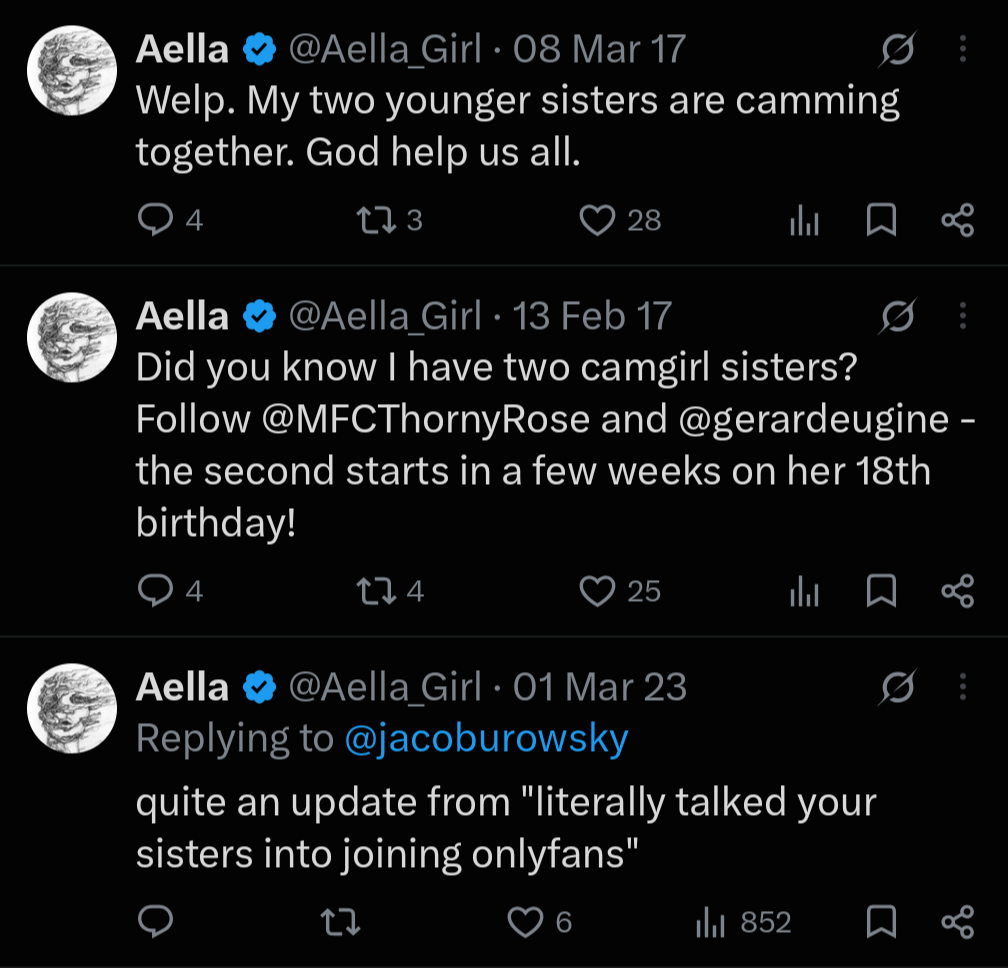 Aella @Aella_Girl · 08 Mar 17
Welp. My two younger sisters are camming
together. God help us all.
4 3 28
Aella @Aella_Girl · 13 Feb 17
Did you know I have two camgirl sisters?
Follow @MFCThornyRose and @gerardeugine -
the second starts in a few weeks on her 18th
birthday!
4 4 25
Aella @Aella_Girl · 01 Mar 23
Replying to @jacoburowsky
quite an update from "literally talked your
sisters into joining onlyfans"
6 852